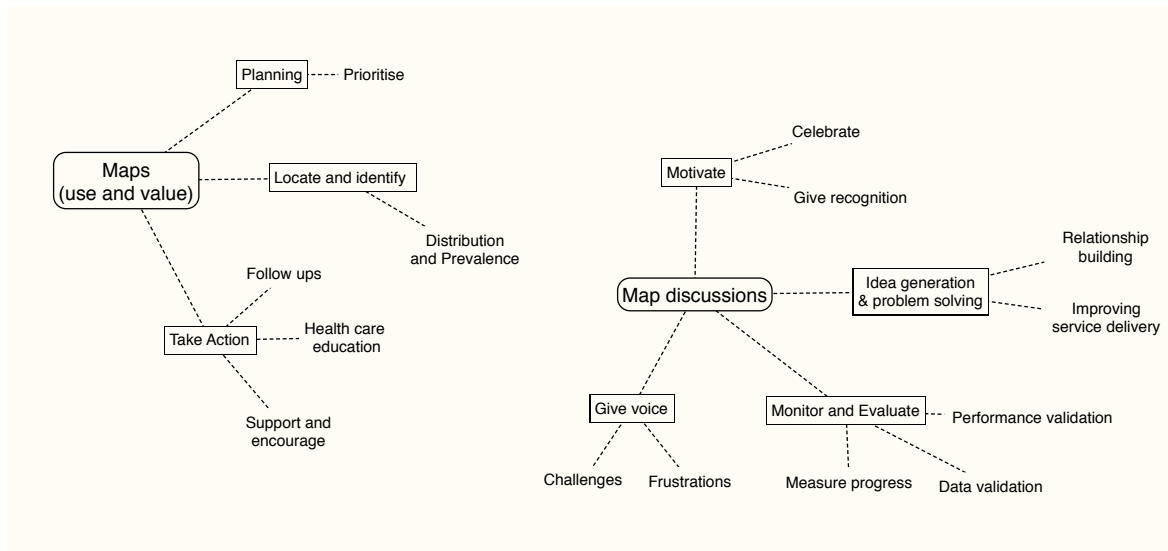 Planning
Prioritise
Maps
(use and value)
Locate and identify
Distribution
and Prevalence
Follow ups
Take Action
Health care
education
Support and
encourage
Celebrate
Motivate
Give recognition
Relationship
building
Map discussions
Idea generation
& problem solving
Improving
service delivery
Give voice
Challenges
Frustrations
Monitor and Evaluate
Performance validation
Measure progress
Data validation